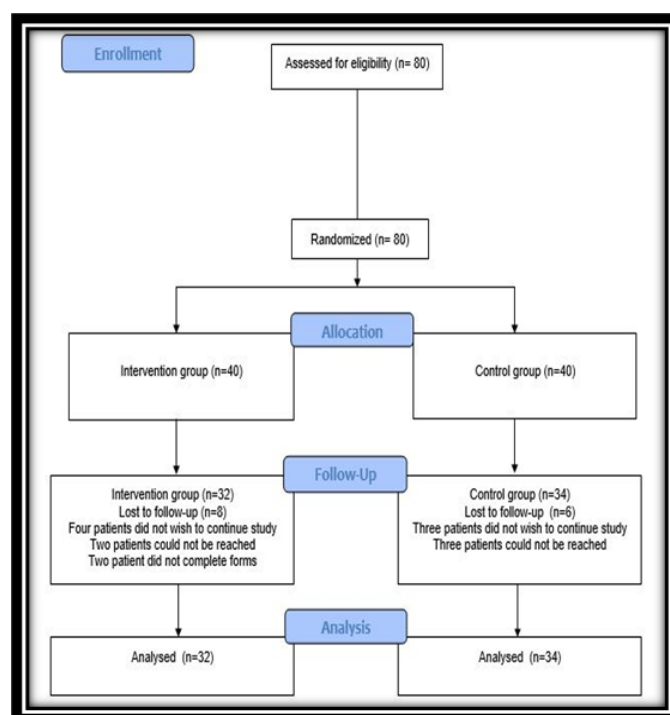 Enrollment
Assessed for eligibility (n= 80)
Randomized (n= 80)
Allocation
Intervention group (n=40)
Control group (n=40)
Follow-Up
Intervention group (n=32)
Lost to follow-up (n=8)
Four patients did not wish to continue study
Two patients could not be reached
Two patient did not complete forms
Control group (n=34)
Lost to follow-up (n=6)
Three patients did not wish to continue study
Three patients could not be reached
Analysis
Analysed (n=32)
Analysed (n=34)